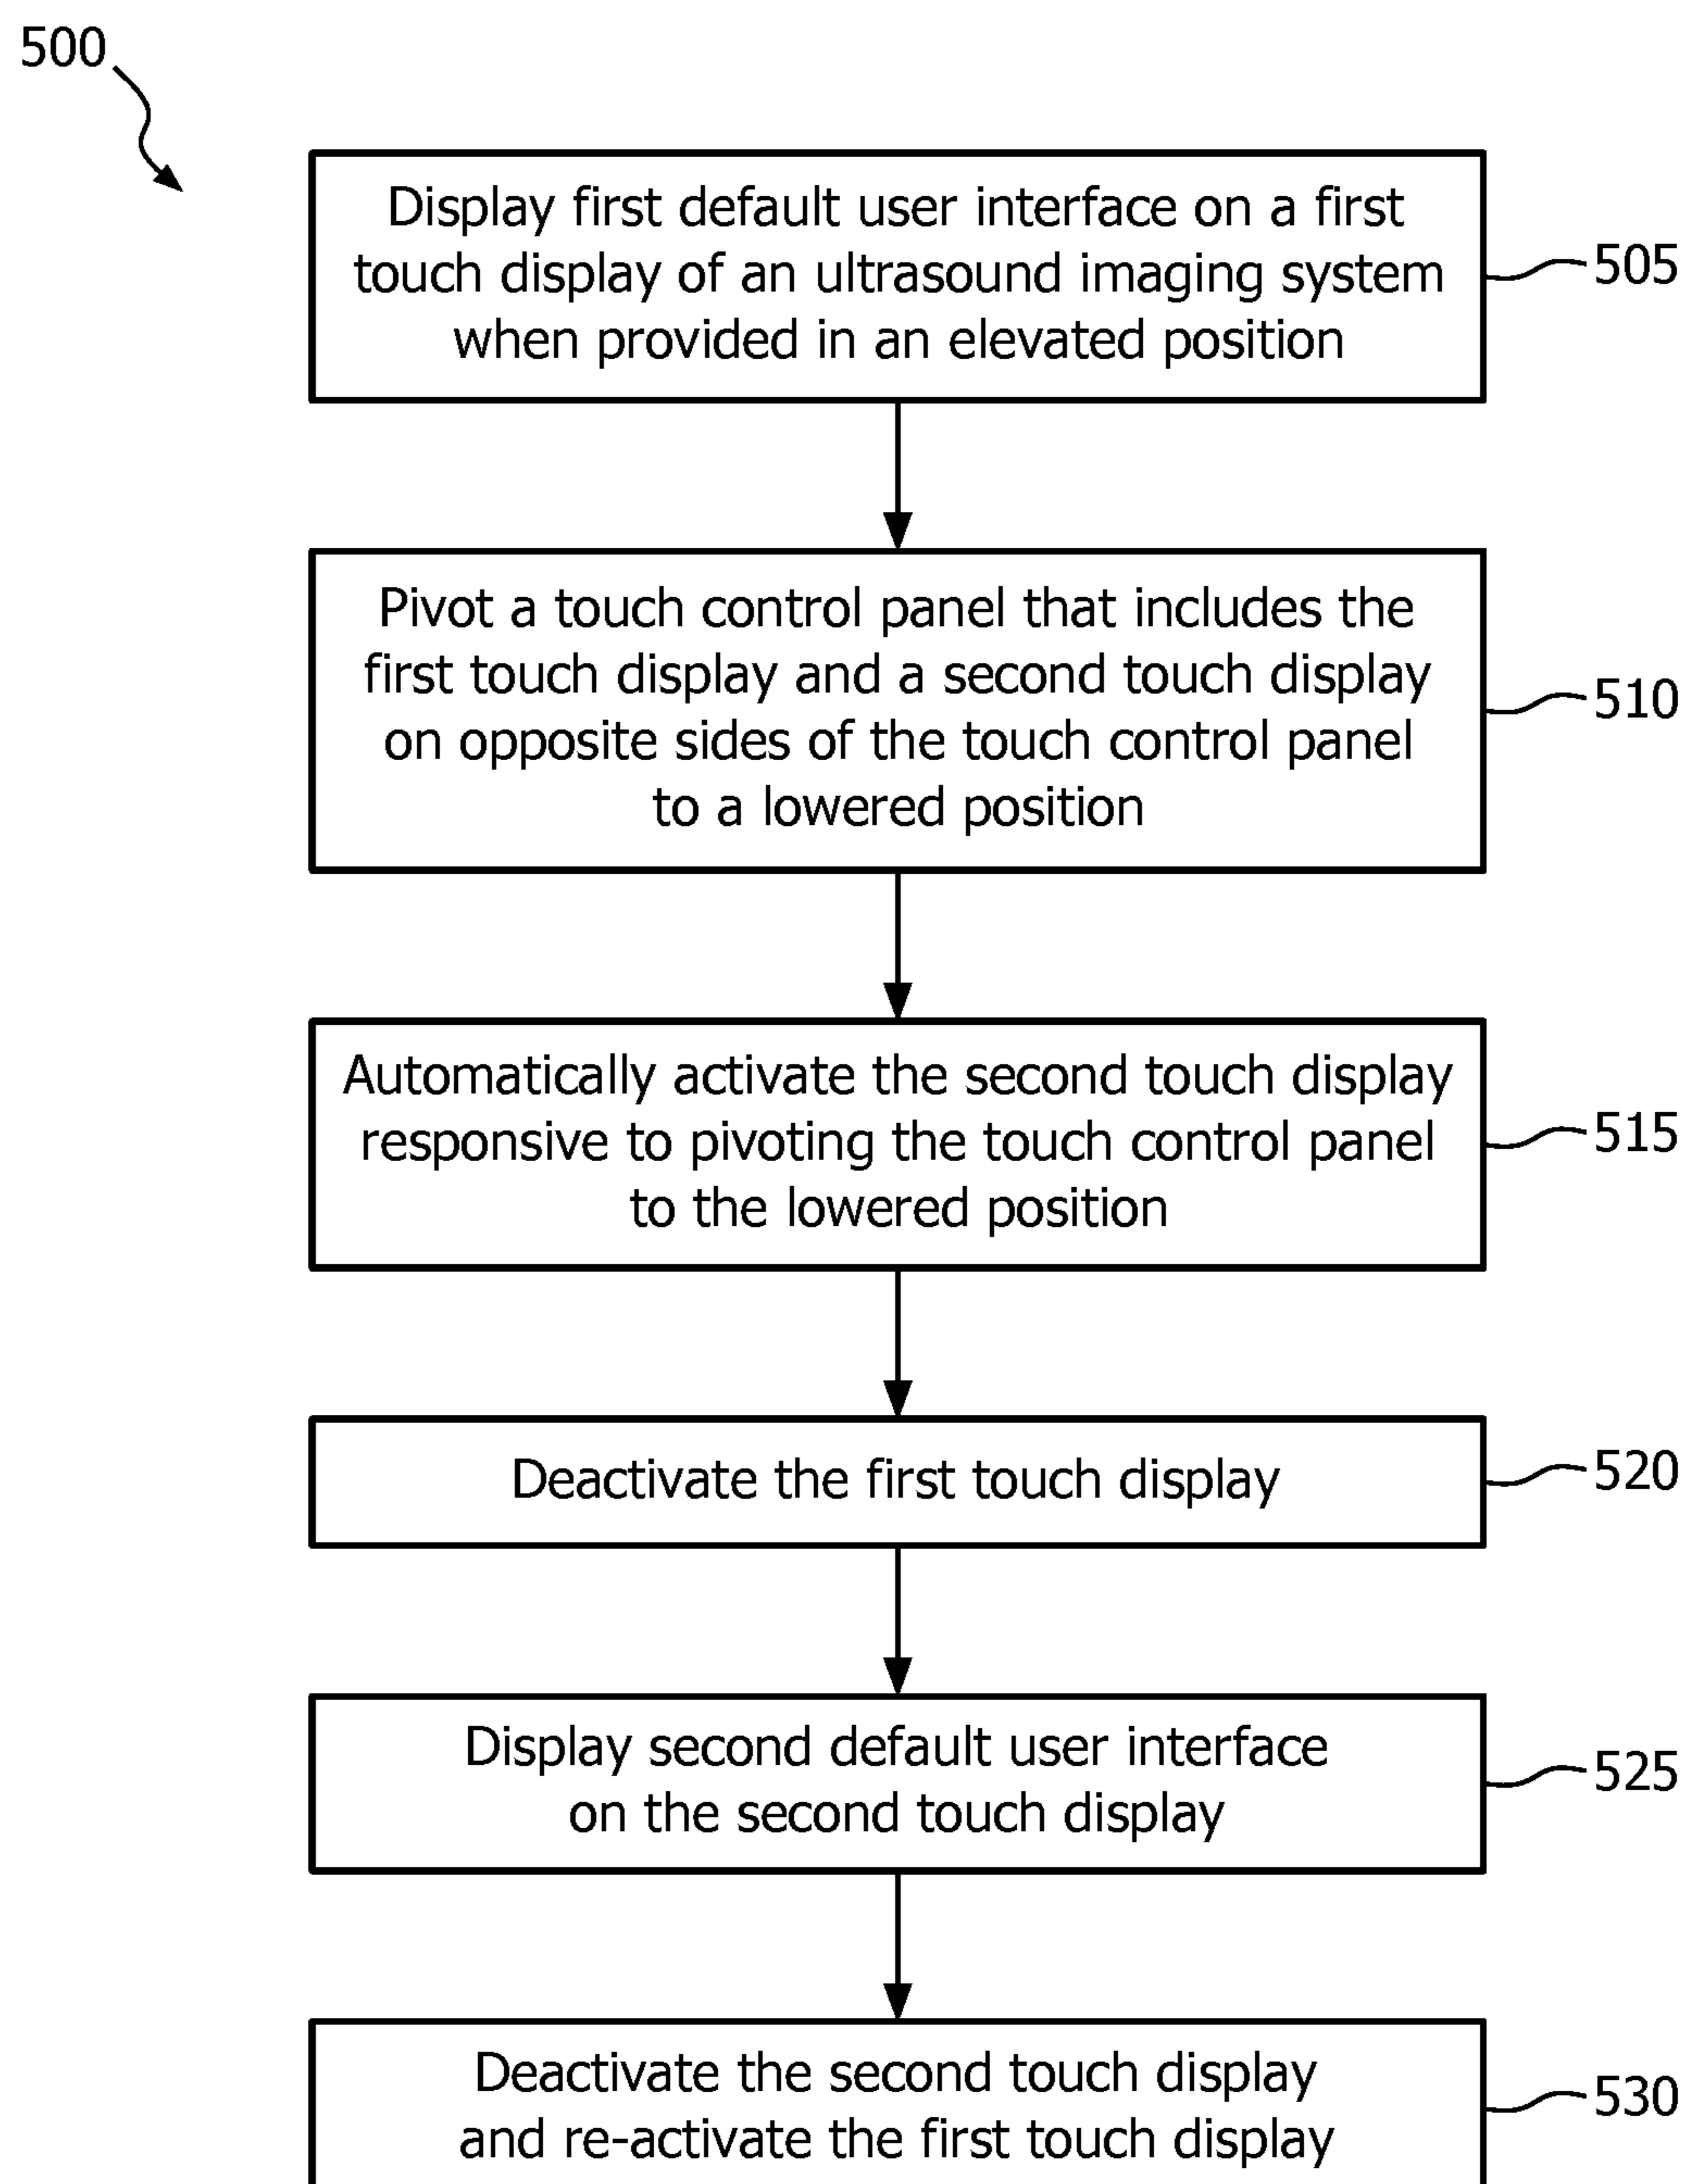 500
Display first default user interface on a first
touch display of an ultrasound imaging system
when provided in an elevated position
505
Pivot a touch control panel that includes the
first touch display and a second touch display
on opposite sides of the touch control panel
to a lowered position
510
Automatically activate the second touch display
responsive to pivoting the touch control panel
to the lowered position
515
Deactivate the first touch display
520
Display second default user interface
on the second touch display
525
Deactivate the second touch display
and re-activate the first touch display
530